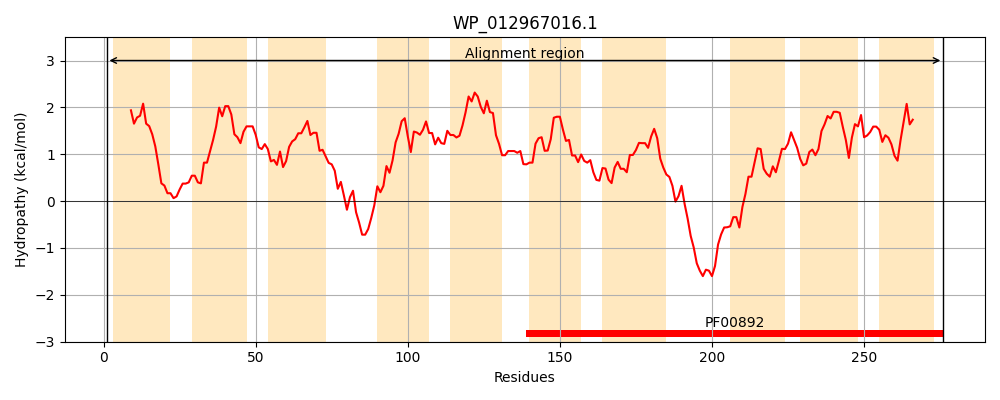 WP_012967016.1
Alignment region
3
2
1
0
−1
−2
−3
Hydropathy (kcal/mol)
PF00892
0 50 100 150 200 250
Residues